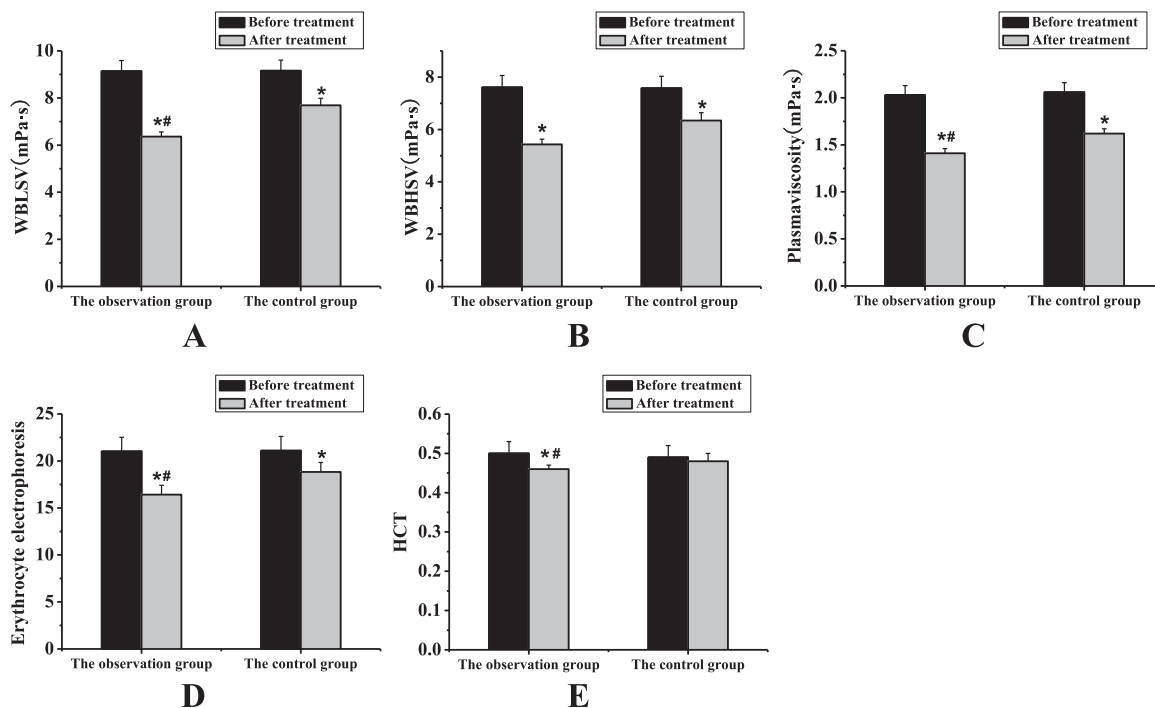 Before treatment
After treatment
10
8
6
4
2
0
WBLSV(mPa·s)
*#
*
The observation group
The control group
A
Before treatment
After treatment
8
6
4
2
0
WBHSV(mPa·s)
*
*
The observation group
The control group
B
Before treatment
After treatment
2.5
2.0
1.5
1.0
0.5
0.0
Plasmaviscosity(mPa·s)
*#
*
The observation group
The control group
C
Before treatment
After treatment
25
20
15
10
5
0
Erythrocyte electrophoresis
*#
*
The observation group
The control group
D
Before treatment
After treatment
0.6
0.5
0.4
0.3
0.2
0.1
0.0
HCT
*#
The observation group
The control group
E